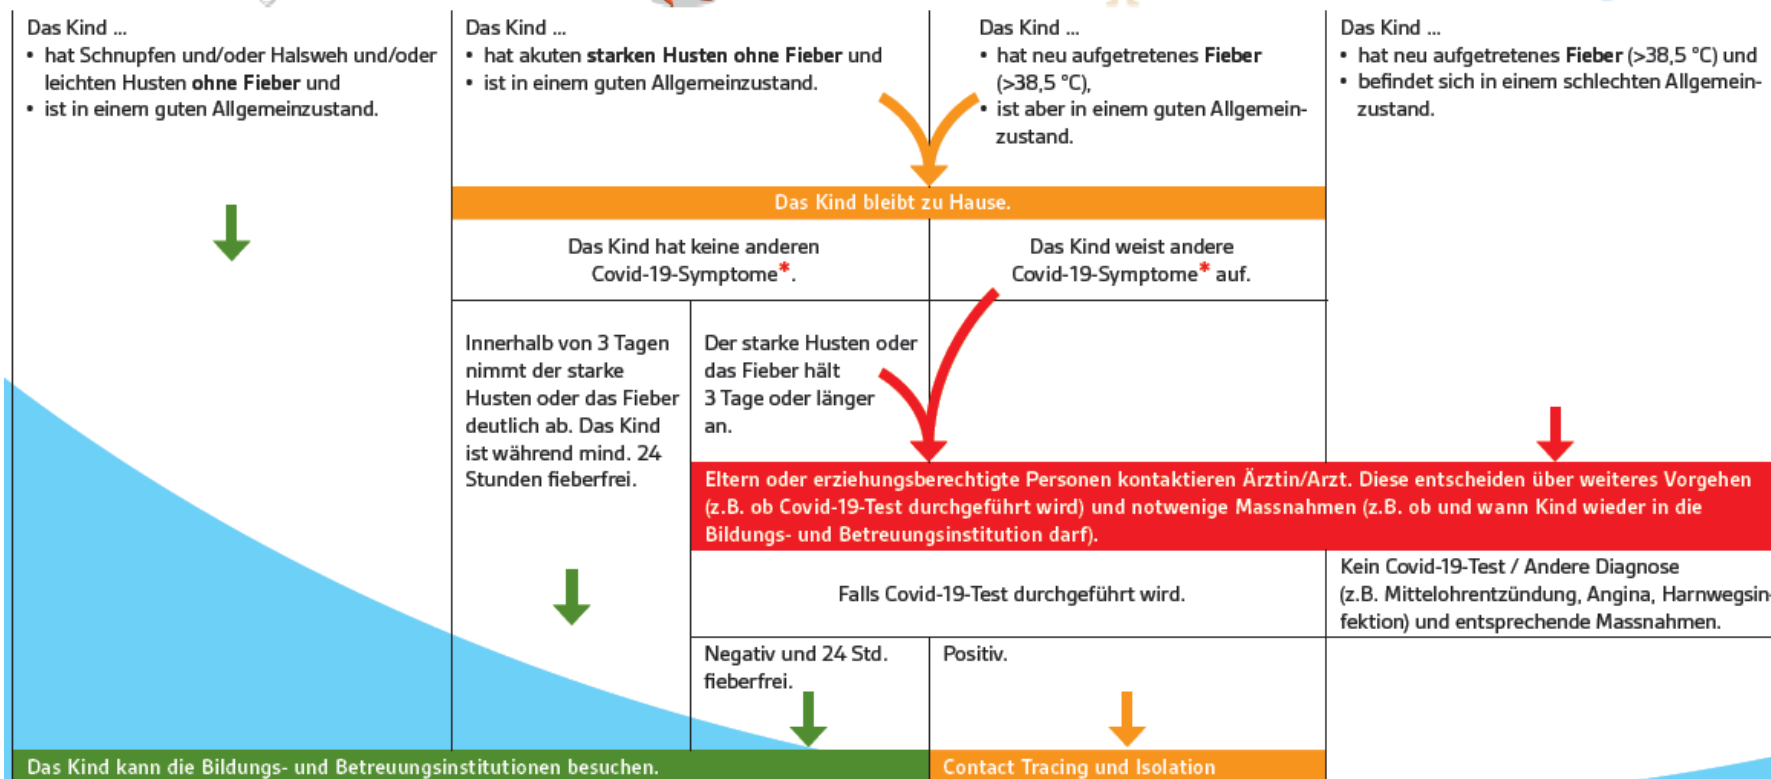 Das Kind ...
• hat Schnupfen und/oder Halsweh und/oder
leichten Husten ohne Fieber und
• ist in einem guten Allgemeinzustand.
Das Kind ...
• hat akuten starken Husten ohne Fieber und
• ist in einem guten Allgemeinzustand.
Das Kind ...
• hat neu aufgetretenes Fieber
(>38,5 °C),
• ist aber in einem guten Allgemein-
zustand.
Das Kind ...
• hat neu aufgetretenes Fieber (>38,5 °C) und
• befindet sich in einem schlechten Allgemein-
zustand.
Das Kind bleibt zu Hause.
Das Kind hat keine anderen
Covid-19-Symptome*.
Das Kind weist andere
Covid-19-Symptome* auf.
Innerhalb von 3 Tagen
nimmt der starke
Husten oder das Fieber
deutlich ab. Das Kind
ist während mind. 24
Stunden fieberfrei.
Der starke Husten oder
das Fieber hält
3 Tage oder länger
an.
Eltern oder erziehungsberechtigte Personen kontaktieren Ärztin/Arzt. Diese entscheiden über weiteres Vorgehen
(z.B. ob Covid-19-Test durchgeführt wird) und notwenige Massnahmen (z.B. ob und wann Kind wieder in die
Bildungs- und Betreuungsinstitution darf).
Falls Covid-19-Test durchgeführt wird.
Kein Covid-19-Test / Andere Diagnose
(z.B. Mittelohrentzündung, Angina, Harnwegsin-
fektion) und entsprechende Massnahmen.
Negativ und 24 Std.
fieberfrei.
Positiv.
Das Kind kann die Bildungs- und Betreuungsinstitutionen besuchen.
Contact Tracing und Isolation